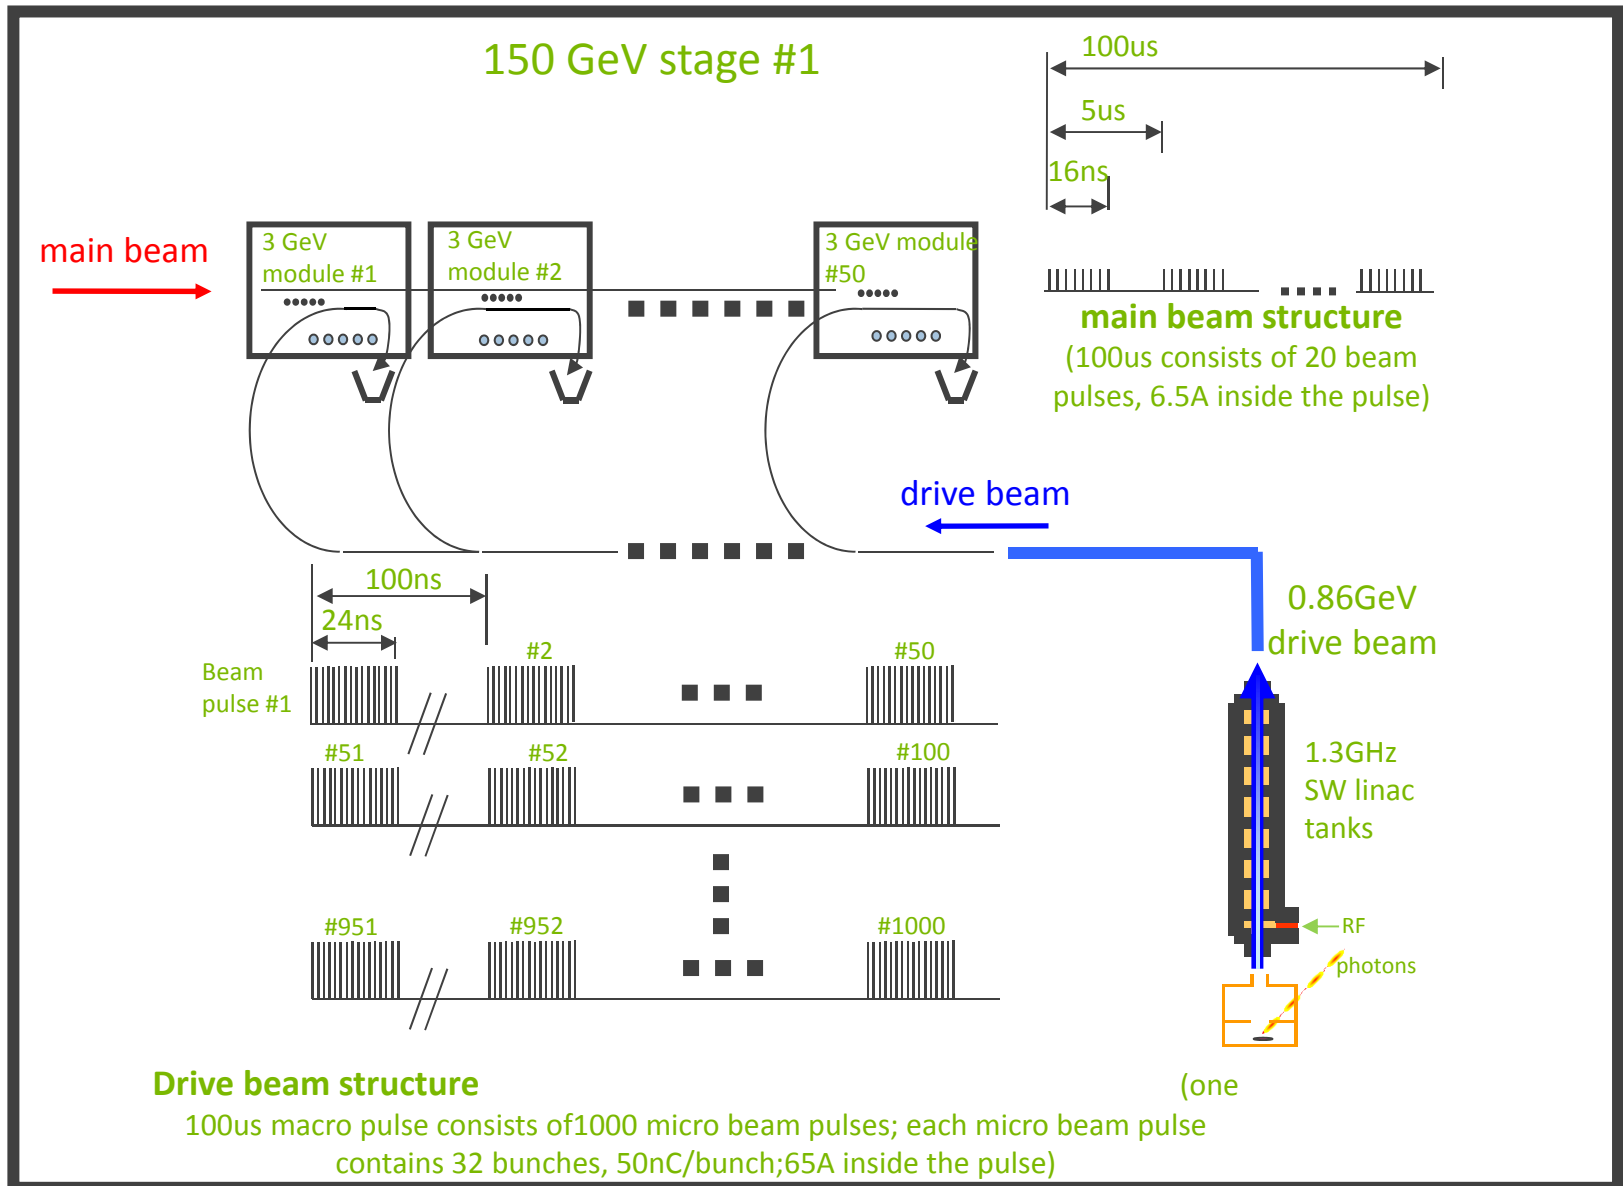 150 GeV stage #1
100us
5us
16ns
main beam
3 GeV
module #1
3 GeV
module #2
3 GeV module
#50
main beam structure
(100us consists of 20 beam
pulses, 6.5A inside the pulse)
drive beam
100ns
24ns
0.86GeV
drive beam
Beam
pulse #1
#2
#50
#51
#52
#100
1.3GHz
SW linac
tanks
#951
#952
#1000
RF
photons
Drive beam structure
(one
100us macro pulse consists of1000 micro beam pulses; each micro beam pulse
contains 32 bunches, 50nC/bunch;65A inside the pulse)